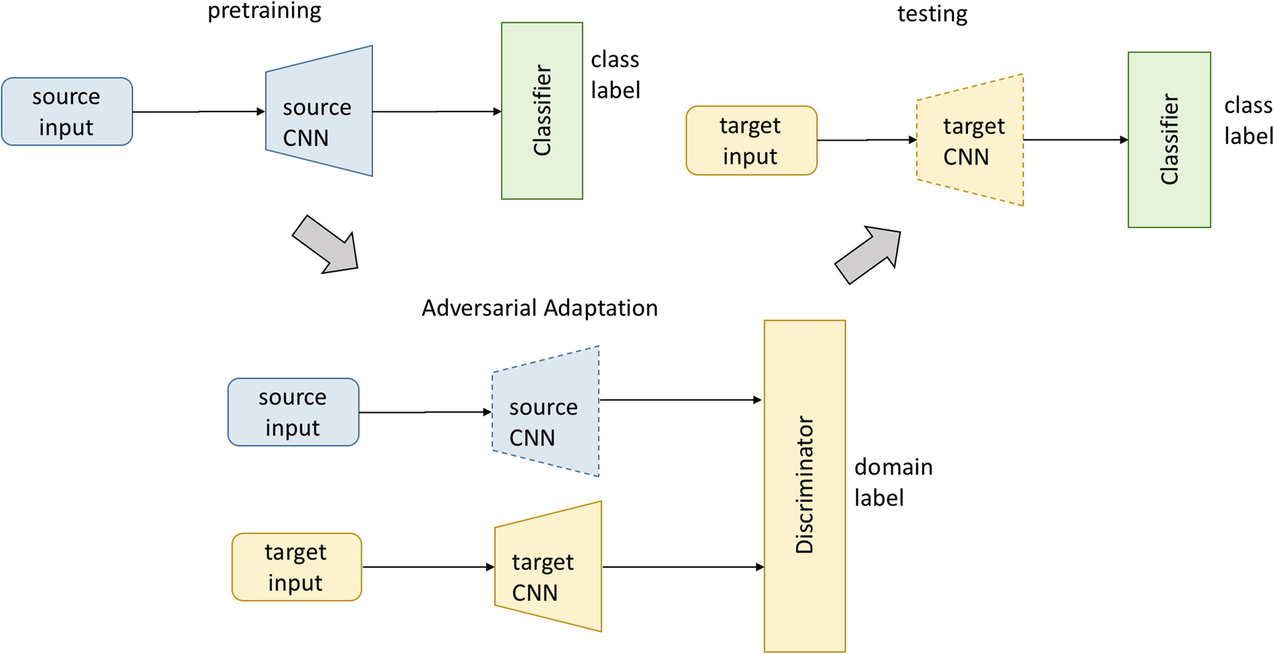 pretraining
source
input
source
CNN
Classifier
class
label
testing
target
input
target
CNN
Classifier
class
label
Adversarial Adaptation
source
input
source
CNN
target
input
target
CNN
Discriminator
domain
label